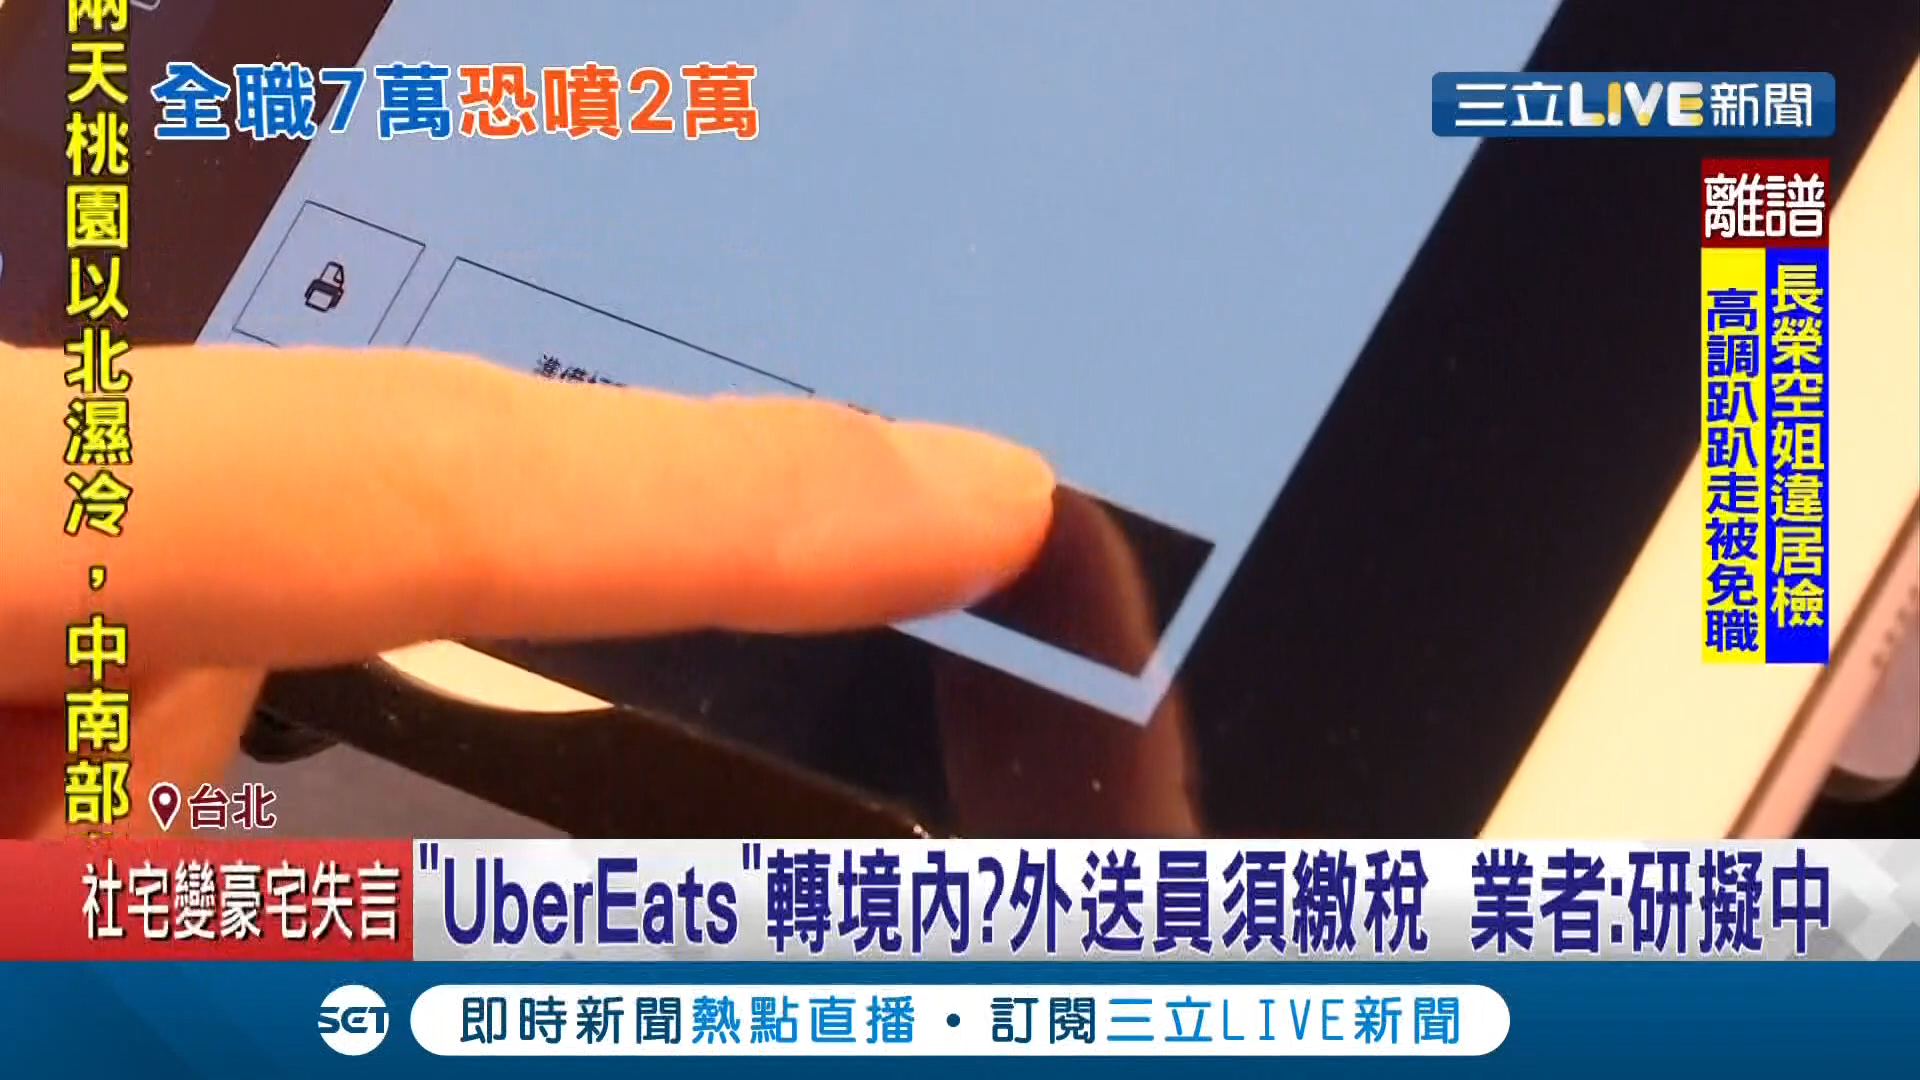 兩天桃園以北濕冷，中南部
全職7萬恐噴2萬
三立LIVE新聞
離譜
長榮空姐違居檢
高調趴趴走被免職
台北
社宅變豪宅失言
"UberEats"轉境內?外送員須繳稅 業者:研擬中
SET
即時新聞熱點直播・訂閱三立LIVE新聞